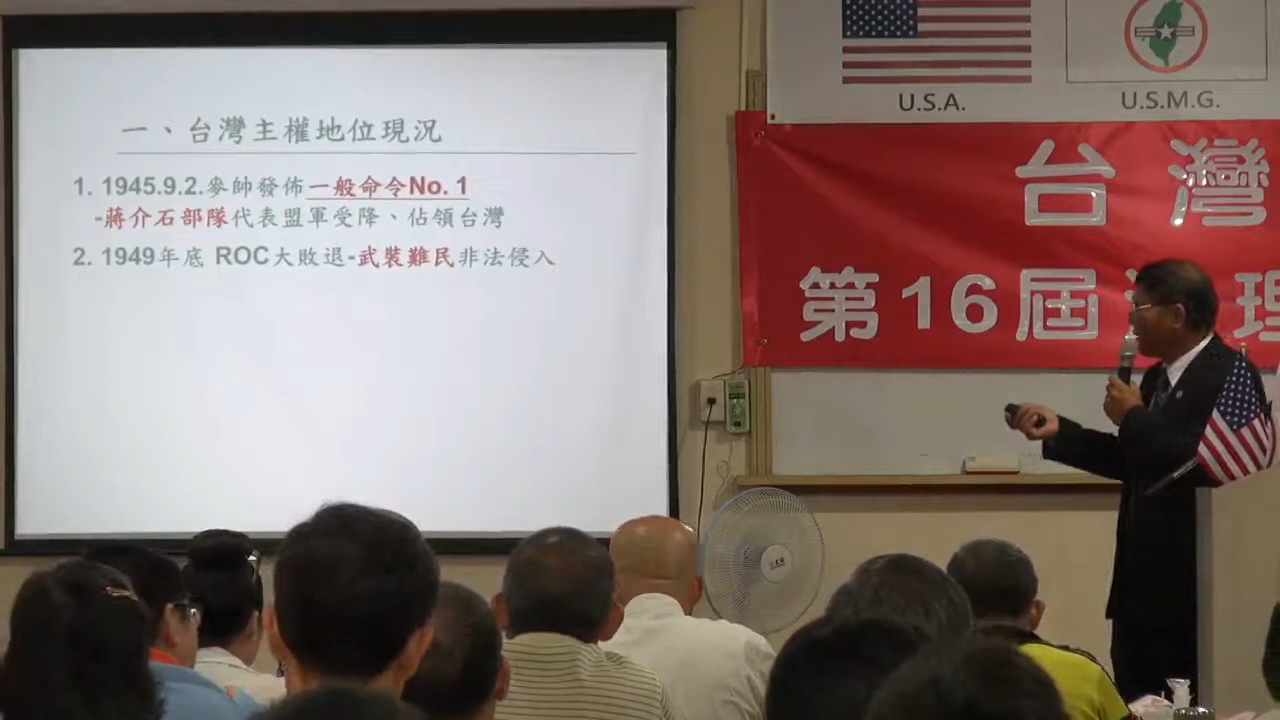 一、台灣主權地位現況
1. 1945.9.2.麥帥發佈一般命令No. 1
-蔣介石部隊代表盟軍受降、佔領台灣
2. 1949年底 ROC大敗退-武裝難民非法侵入
U.S.A.
U.S.M.G.
台灣
第16屆
理